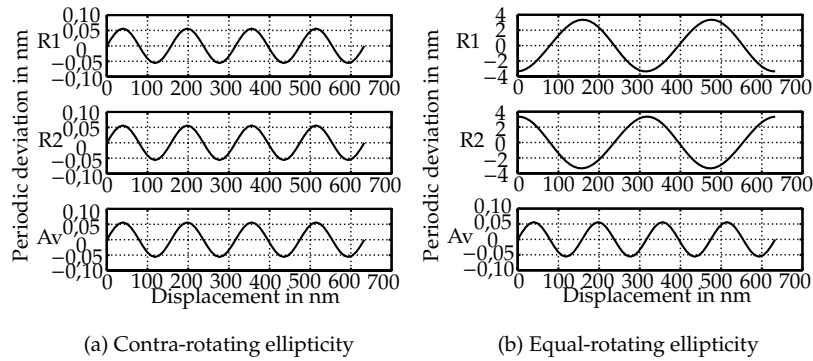 Periodic deviation in nm
R1
0,10
0,05
0
−0,05
−0,10
0 100 200 300 400 500 600 700
R2
0,10
0,05
0
−0,05
−0,10
0 100 200 300 400 500 600 700
Av
0,10
0,05
0
−0,05
−0,10
0 100 200 300 400 500 600 700
Displacement in nm
(a) Contra-rotating ellipticity
Periodic deviation in nm
R1
4
2
0
−2
−4
0 100 200 300 400 500 600 700
R2
4
2
0
−2
−4
0 100 200 300 400 500 600 700
Av
0,10
0,05
0
−0,05
−0,10
0 100 200 300 400 500 600 700
Displacement in nm
(b) Equal-rotating ellipticity